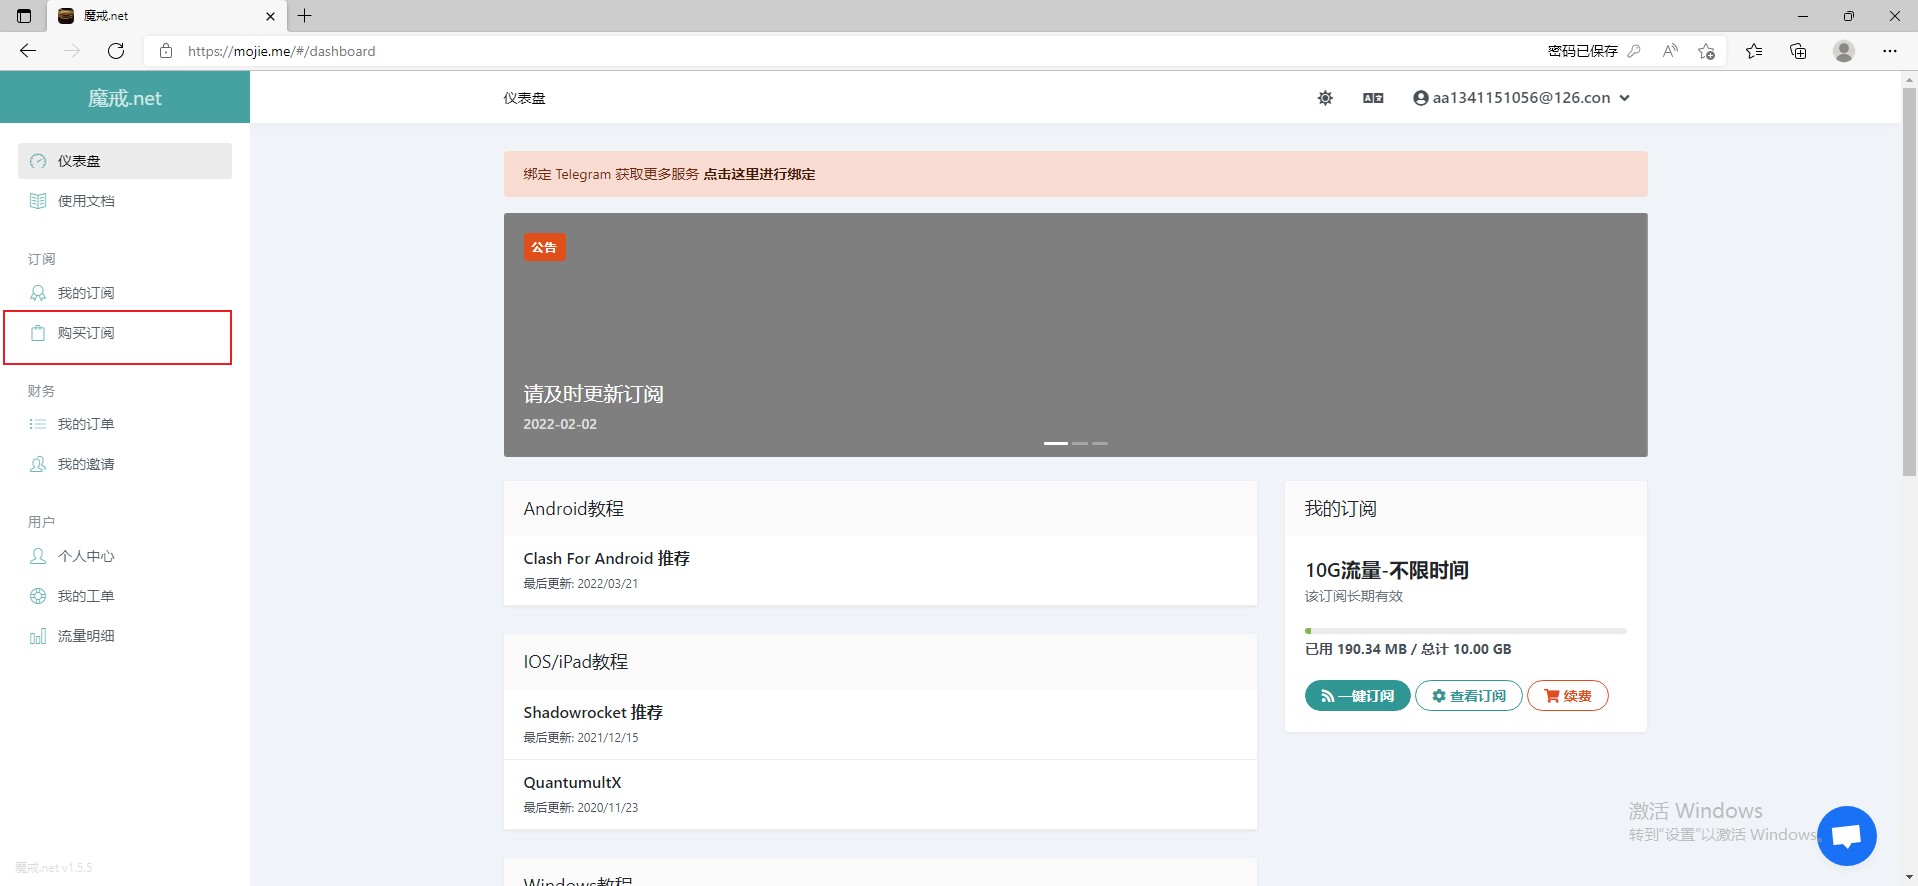 魔戒.net
https://mojie.me/#/dashboard
密码已保存
魔戒.net
仪表盘
aa1341151056@126.con
仪表盘
使用文档
订阅
我的订阅
购买订阅
财务
我的订单
我的邀请
用户
个人中心
我的工单
流量明细
魔戒.net v1.5.5
绑定 Telegram 获取更多服务 点击这里进行绑定
公告
请及时更新订阅
2022-02-02
Android教程
Clash For Android 推荐
最后更新: 2022/03/21
IOS/iPad教程
Shadowrocket 推荐
最后更新: 2021/12/15
QuantumultX
最后更新: 2020/11/23
Windows教程
我的订阅
10G流量-不限时间
该订阅长期有效
已用 190.34 MB / 总计 10.00 GB
一键订阅 查看订阅 续费
激活 Windows
转到"设置"以激活 Windows。